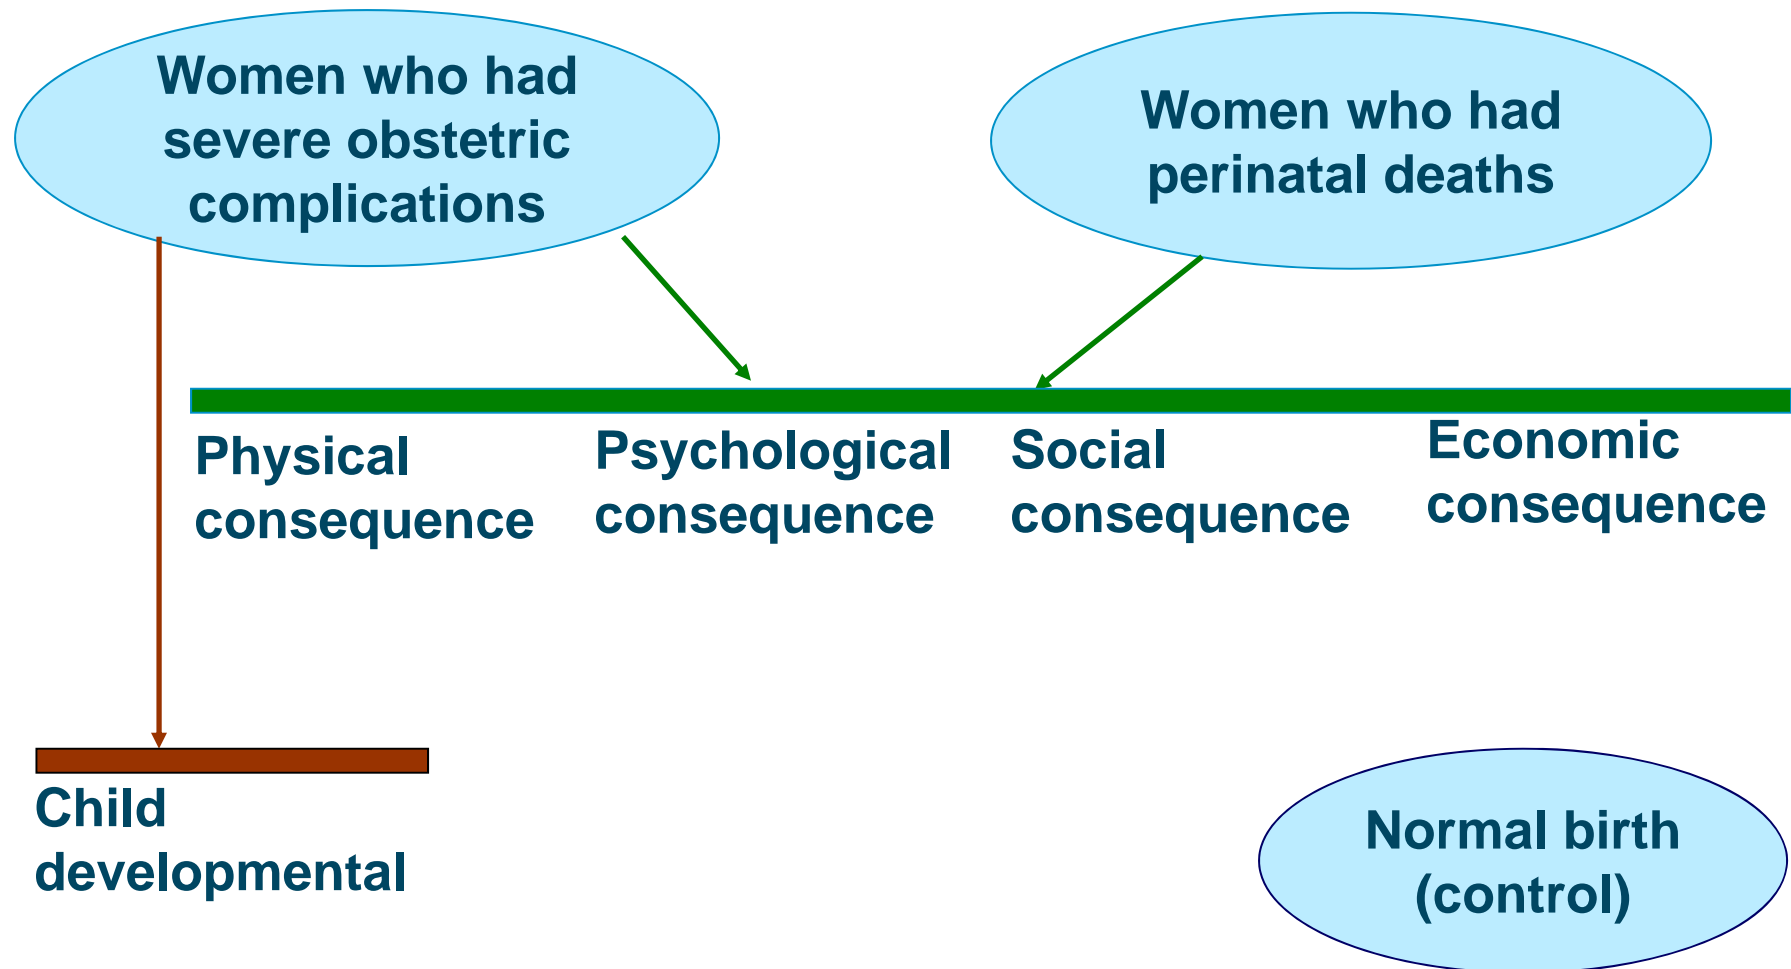 Women who had
severe obstetric
complications
Women who had
perinatal deaths
Physical
consequence
Psychological
consequence
Social
consequence
Economic
consequence
Child
developmental
Normal birth
(control)